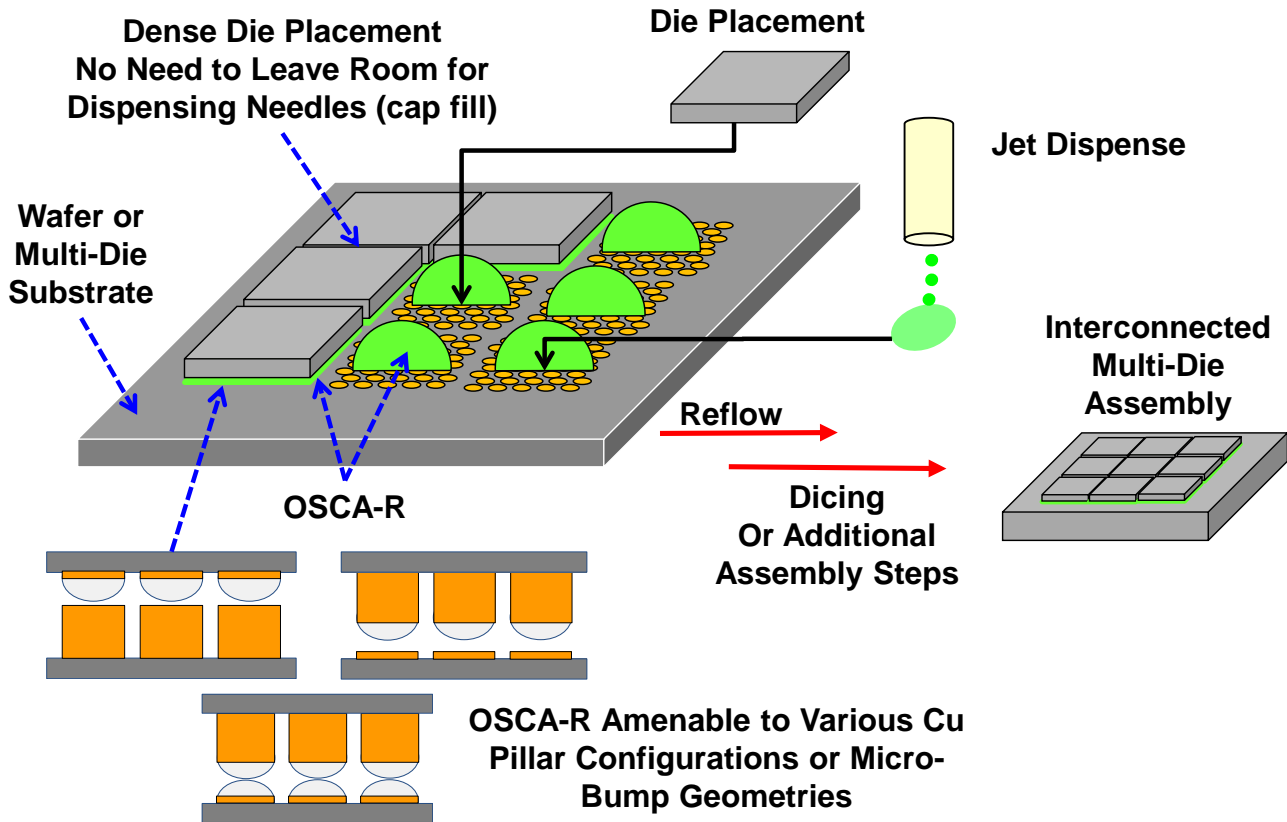 Dense Die Placement
No Need to Leave Room for
Dispensing Needles (cap fill)
Die Placement
Jet Dispense
Wafer or
Multi-Die
Substrate
Interconnected
Multi-Die
Assembly
Reflow
OSCA-R
Dicing
Or Additional
Assembly Steps
OSCA-R Amenable to Various Cu
Pillar Configurations or Micro-
Bump Geometries